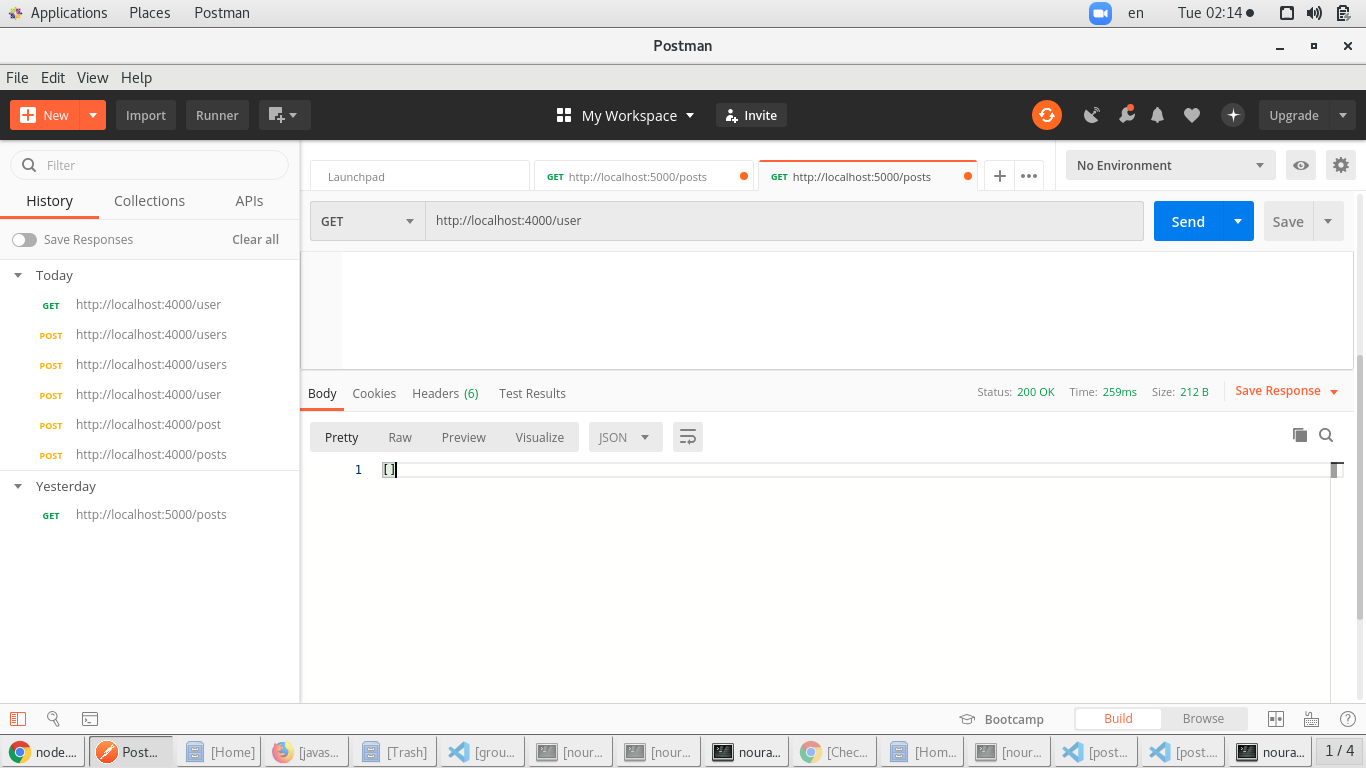 Applications Places Postman en Tue 02:14
Postman
File Edit View Help
New Import Runner My Workspace Invite Upgrade
Filter
History Collections APIs
Save Responses Clear all
Today
GET http://localhost:4000/user
POST http://localhost:4000/users
POST http://localhost:4000/users
POST http://localhost:4000/user
POST http://localhost:4000/post
POST http://localhost:4000/posts
Yesterday
GET http://localhost:5000/posts
Launchpad GET http://localhost:5000/posts GET http://localhost:5000/posts No Environment
GET http://localhost:4000/user Send Save
Body Cookies Headers (6) Test Results Status: 200 OK Time: 259ms Size: 212 B Save Response
Pretty Raw Preview Visualize JSON
1 []
Bootcamp Build Browse
node.... Post... [Home] [javas... [Trash] [grou... [nour... [nour... noura... [Chec... [Hom... [nour... [post... [post.... noura... 1 / 4